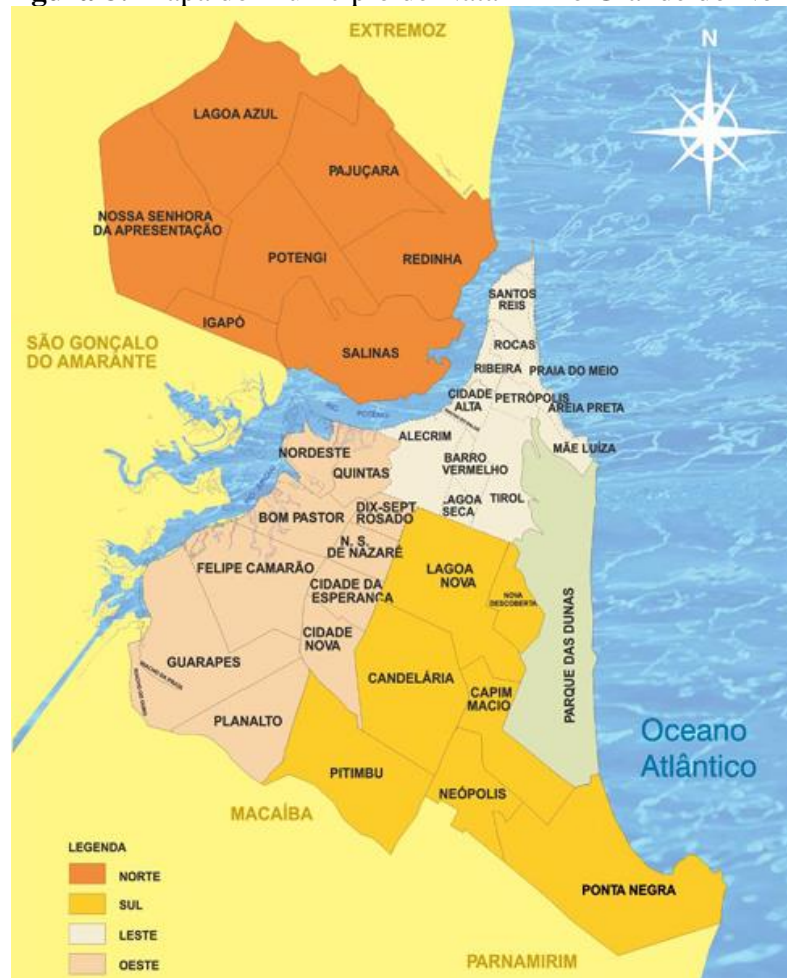 EXTREMOZ
N
LAGOA AZUL
PAJUÇARA
NOSSA SENHORA
DA APRESENTAÇÃO
POTENGI
REDINHA
IGAPÓ
SALINAS
SÃO GONÇALO
DO AMARANTE
SANTOS
REIS
ROCAS
RIBEIRA
PRAIA DO MEIO
CIDADE
ALTA
PETRÓPOLIS
AREIA PRETA
RIO
POTENGI
ALECRIM
MÃE LUÍZA
NORDESTE
QUINTAS
BARRO
VERMELHO
LAGOA
SECA
TIROL
BOM PASTOR
DIX-SEPT
ROSADO
N. S.
DE NAZARÉ
FELIPE CAMARÃO
CIDADE DA
ESPERANÇA
LAGOA
NOVA
NOVA
DESCOBERTA
CIDADE
NOVA
GUARAPES
CANDELÁRIA
CAPIM
MACIO
PARQUE DAS DUNAS
PLANALTO
PITIMBU
NEÓPOLIS
Oceano
Atlântico
MACAÍBA
PONTA NEGRA
PARNAMIRIM
LEGENDA
NORTE
SUL
LESTE
OESTE